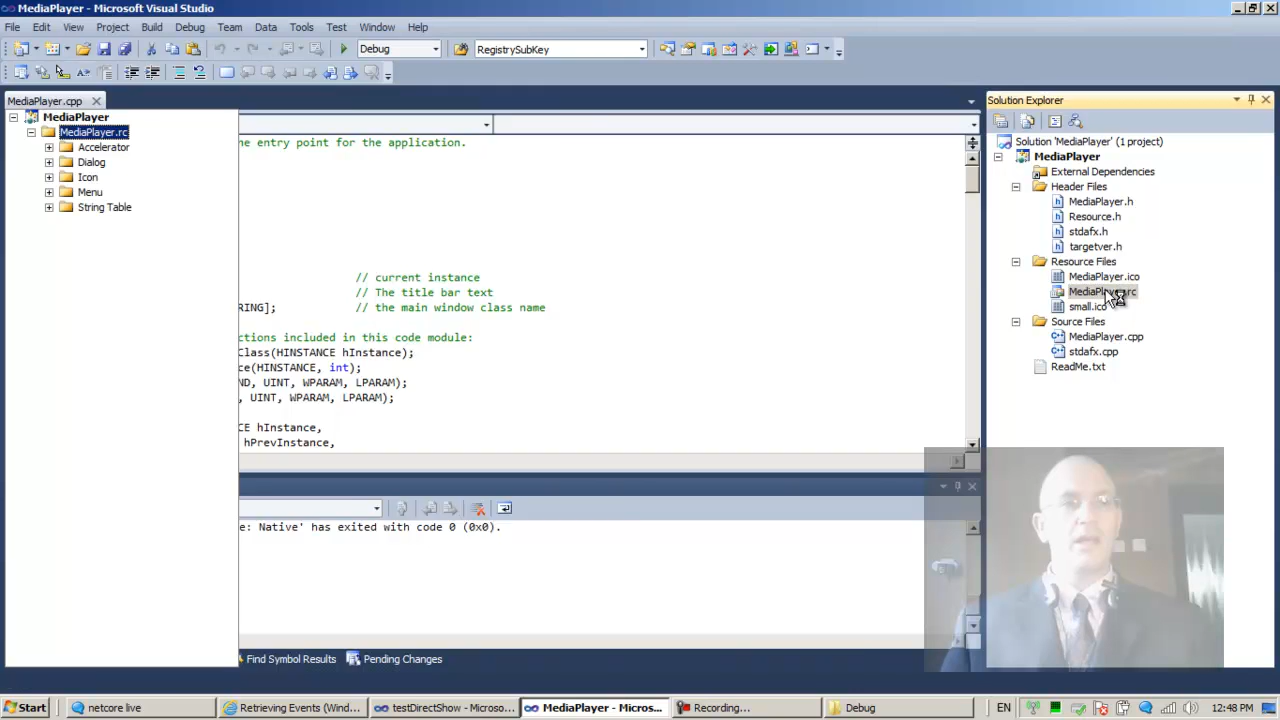 MediaPlayer - Microsoft Visual Studio
File Edit View Project Build Debug Team Data Tools Test Window Help
Debug RegistrySubKey
MediaPlayer.cpp
MediaPlayer
MediaPlayer.rc
Accelerator
Dialog
Icon
Menu
String Table
he entry point for the application.
// current instance
// The title bar text
RING]; // the main window class name
ctions included in this code module:
Class(HINSTANCE hInstance);
ce(HINSTANCE, int);
ND, UINT, WPARAM, LPARAM);
, UINT, WPARAM, LPARAM);
CE hInstance,
hPrevInstance,
e: Native' has exited with code 0 (0x0).
Find Symbol Results Pending Changes
Solution Explorer
Solution 'MediaPlayer' (1 project)
MediaPlayer
External Dependencies
Header Files
MediaPlayer.h
Resource.h
stdafx.h
targetver.h
Resource Files
MediaPlayer.ico
MediaPlayer.rc
small.ico
Source Files
MediaPlayer.cpp
stdafx.cpp
ReadMe.txt
Start netcore live Retrieving Events (Wind... testDirectShow - Microso... MediaPlayer - Micros... Recording... Debug EN 12:48 PM